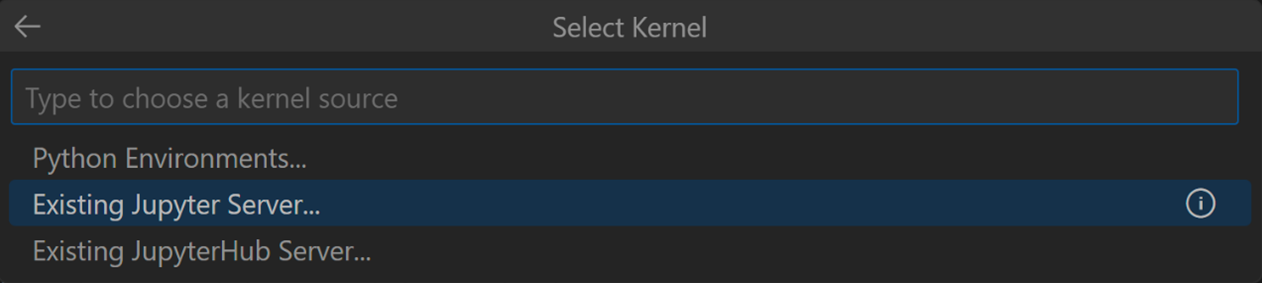 Select Kernel
Type to choose a kernel source
Python Environments...
Existing Jupyter Server...
Existing JupyterHub Server...